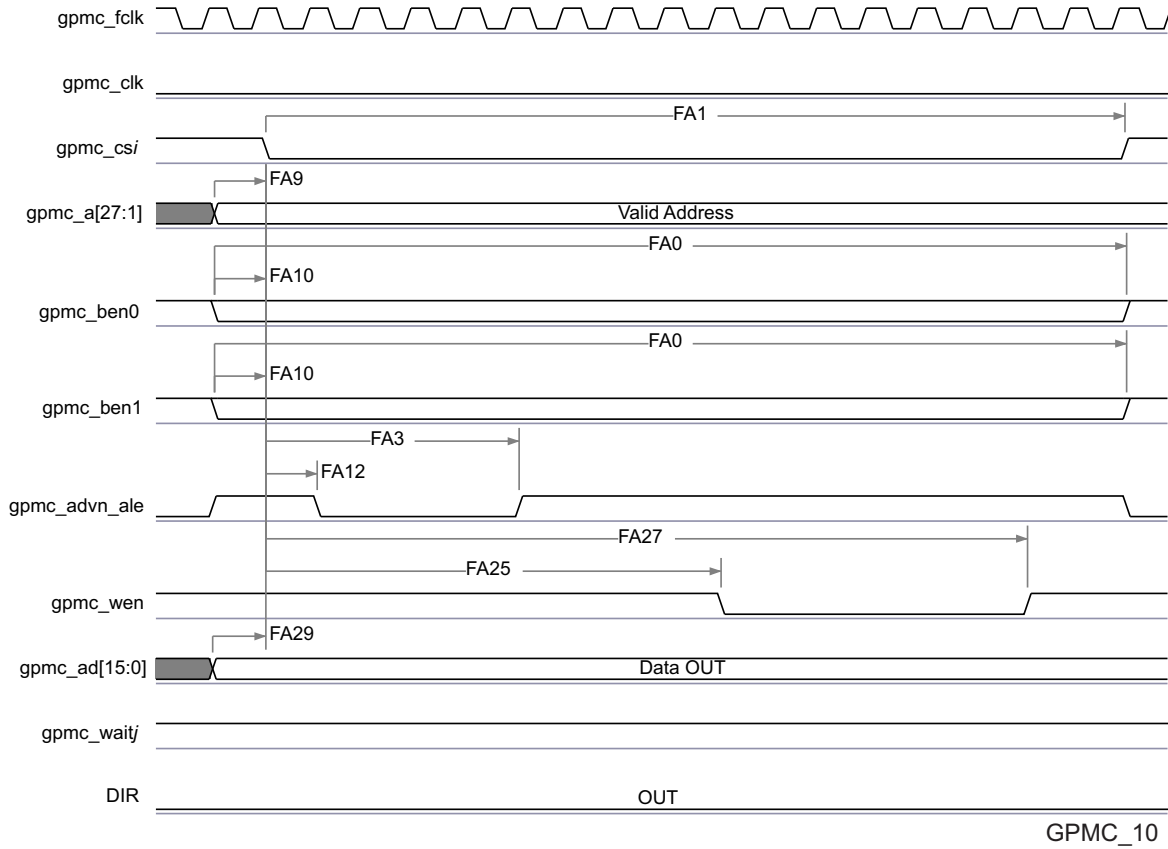 gpmc_fclk
gpmc_clk
FA1
gpmc_csi
FA9
gpmc_a[27:1]
Valid Address
FA0
FA10
gpmc_ben0
FA0
FA10
gpmc_ben1
FA3
FA12
gpmc_advn_ale
FA27
FA25
gpmc_wen
FA29
gpmc_ad[15:0]
Data OUT
gpmc_waitj
DIR
OUT
GPMC_10